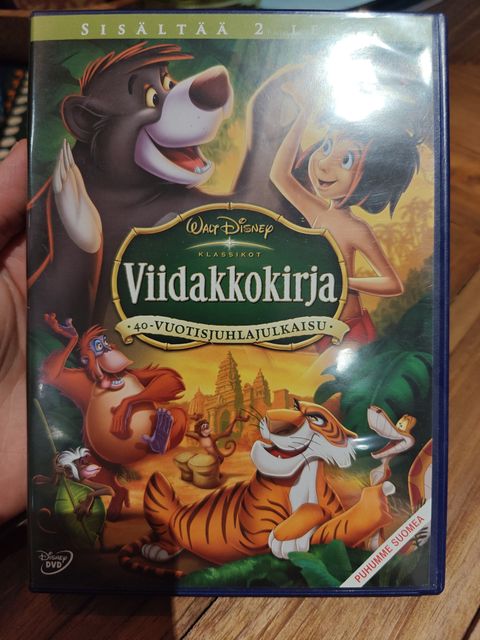 SISÄLTÄÄ 2
WALT DISNEY
KLASSIKOT
Viidakkokirja
40-VUOTISJUHLAJULKAISU
DISNEY
DVD
PUHUMME SUOMEA